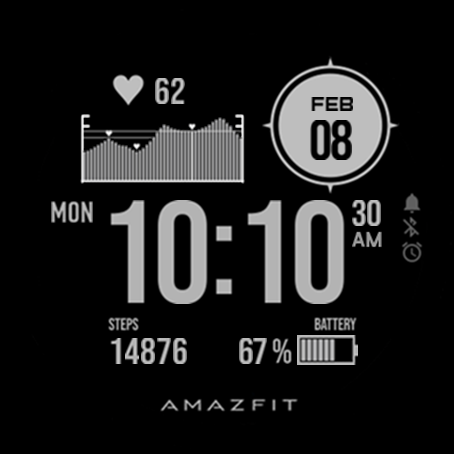 62
FEB
08
MON
10:10
30
AM
STEPS
14876
BATTERY
67 %
AMAZFIT